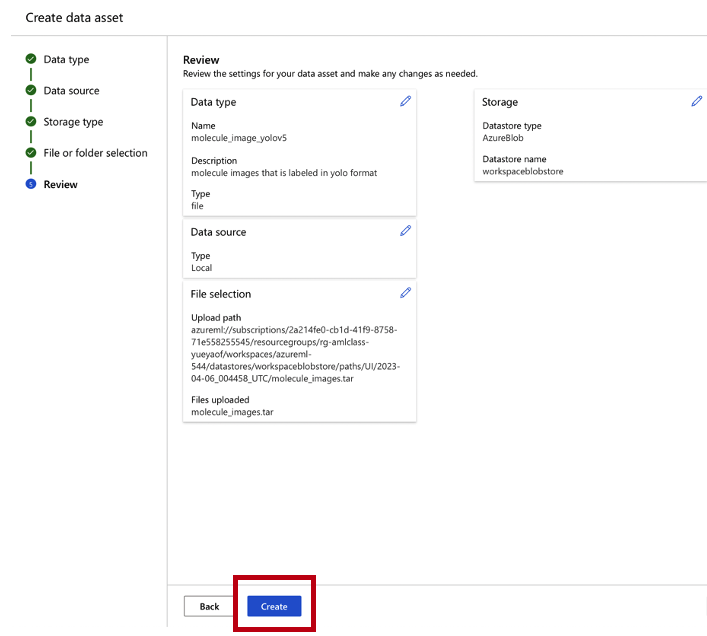 Create data asset
Data type
Data source
Storage type
File or folder selection
5
Review
Review
Review the settings for your data asset and make any changes as needed.
Data type
Name
molecule_image_yolov5
Description
molecule images that is labeled in yolo format
Type
file
Data source
Type
Local
File selection
Upload path
azureml://subscriptions/2a214fe0-cb1d-41f9-8758-
71e558255545/resourcegroups/rg-amlclass-
yueyaof/workspaces/azureml-
544/datastores/workspaceblobstore/paths/UI/2023-
04-06_004458_UTC/molecule_images.tar
Files uploaded
molecule_images.tar
Storage
Datastore type
AzureBlob
Datastore name
workspaceblobstore
Back
Create